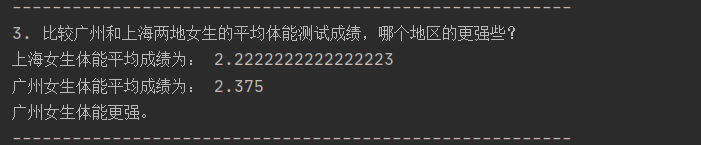 --------------------------------------------------------
3. 比较广州和上海两地女生的平均体能测试成绩，哪个地区的更强些？
上海女生体能平均成绩为： 2.2222222222222223
广州女生体能平均成绩为： 2.375
广州女生体能更强。
--------------------------------------------------------